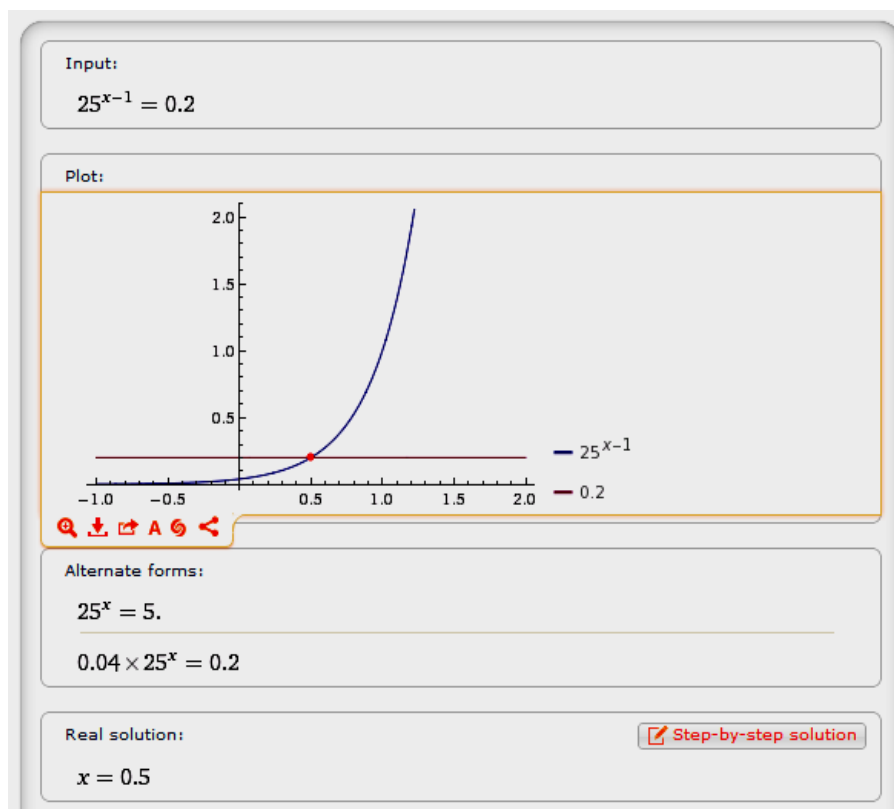 Input:
25^{x−1} = 0.2
Plot:
2.0
1.5
1.0
0.5
−1.0 −0.5 0.5 1.0 1.5 2.0
25^{x−1}
0.2
A
Alternate forms:
25^x = 5.
0.04 × 25^x = 0.2
Real solution:
Step-by-step solution
x = 0.5